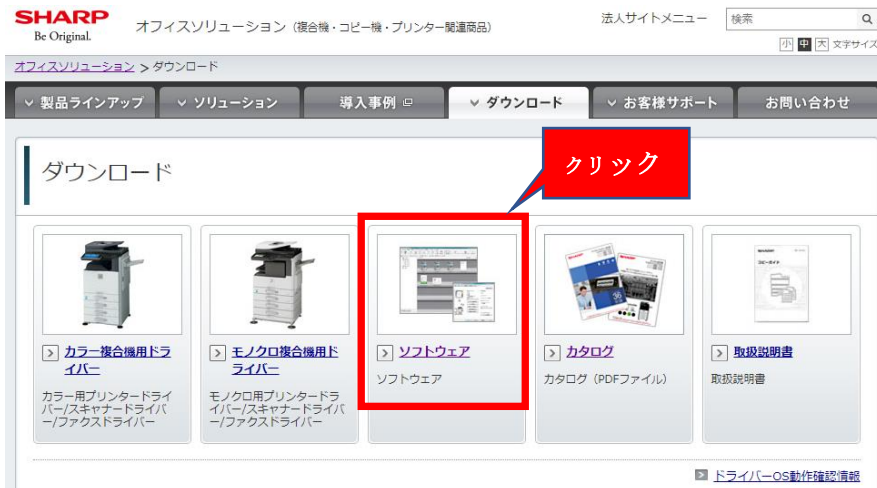 SHARP
Be Original.
オフィスソリューション（複合機・コピー機・プリンター関連商品）
法人サイトメニュー
検索
小 中 大 文字サイズ
オフィスソリューション > ダウンロード
製品ラインアップ
ソリューション
導入事例
ダウンロード
お客様サポート
お問い合わせ
クリック
ダウンロード
カラー複合機用ドラ
イバー
カラー用プリンタードライ
バー/スキャナードライバ
ー/ファクスドライバー
モノクロ複合機用ド
ライバー
モノクロ用プリンタードラ
イバー/スキャナードライバ
ー/ファクスドライバー
ソフトウェア
ソフトウェア
カタログ
カタログ（PDFファイル）
取扱説明書
取扱説明書
ドライバーOS動作確認情報